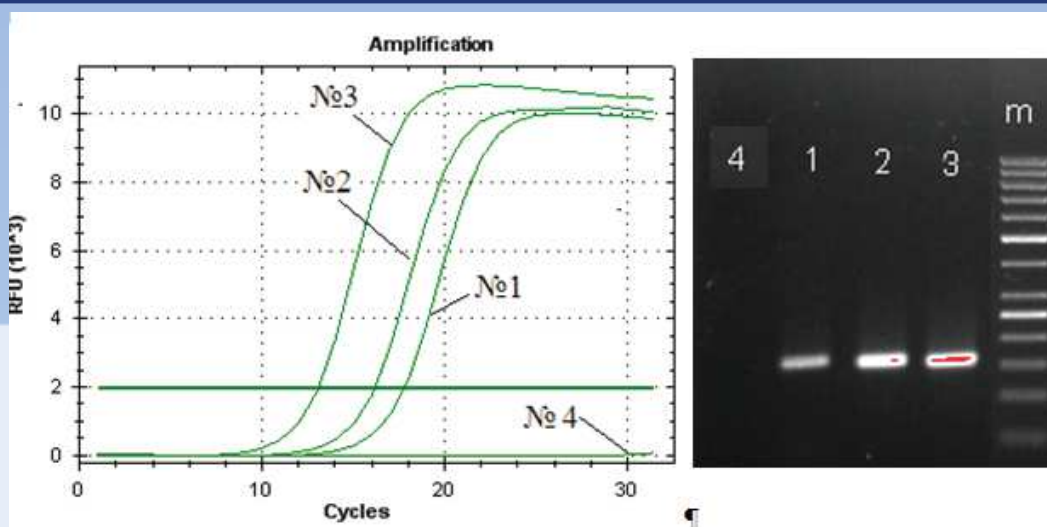 Amplification
10
8
6
4
2
0
RFU (10^3)
№3
№2
№1
№ 4
0 10 20 30
Cycles
¶
4 1 2 3 m